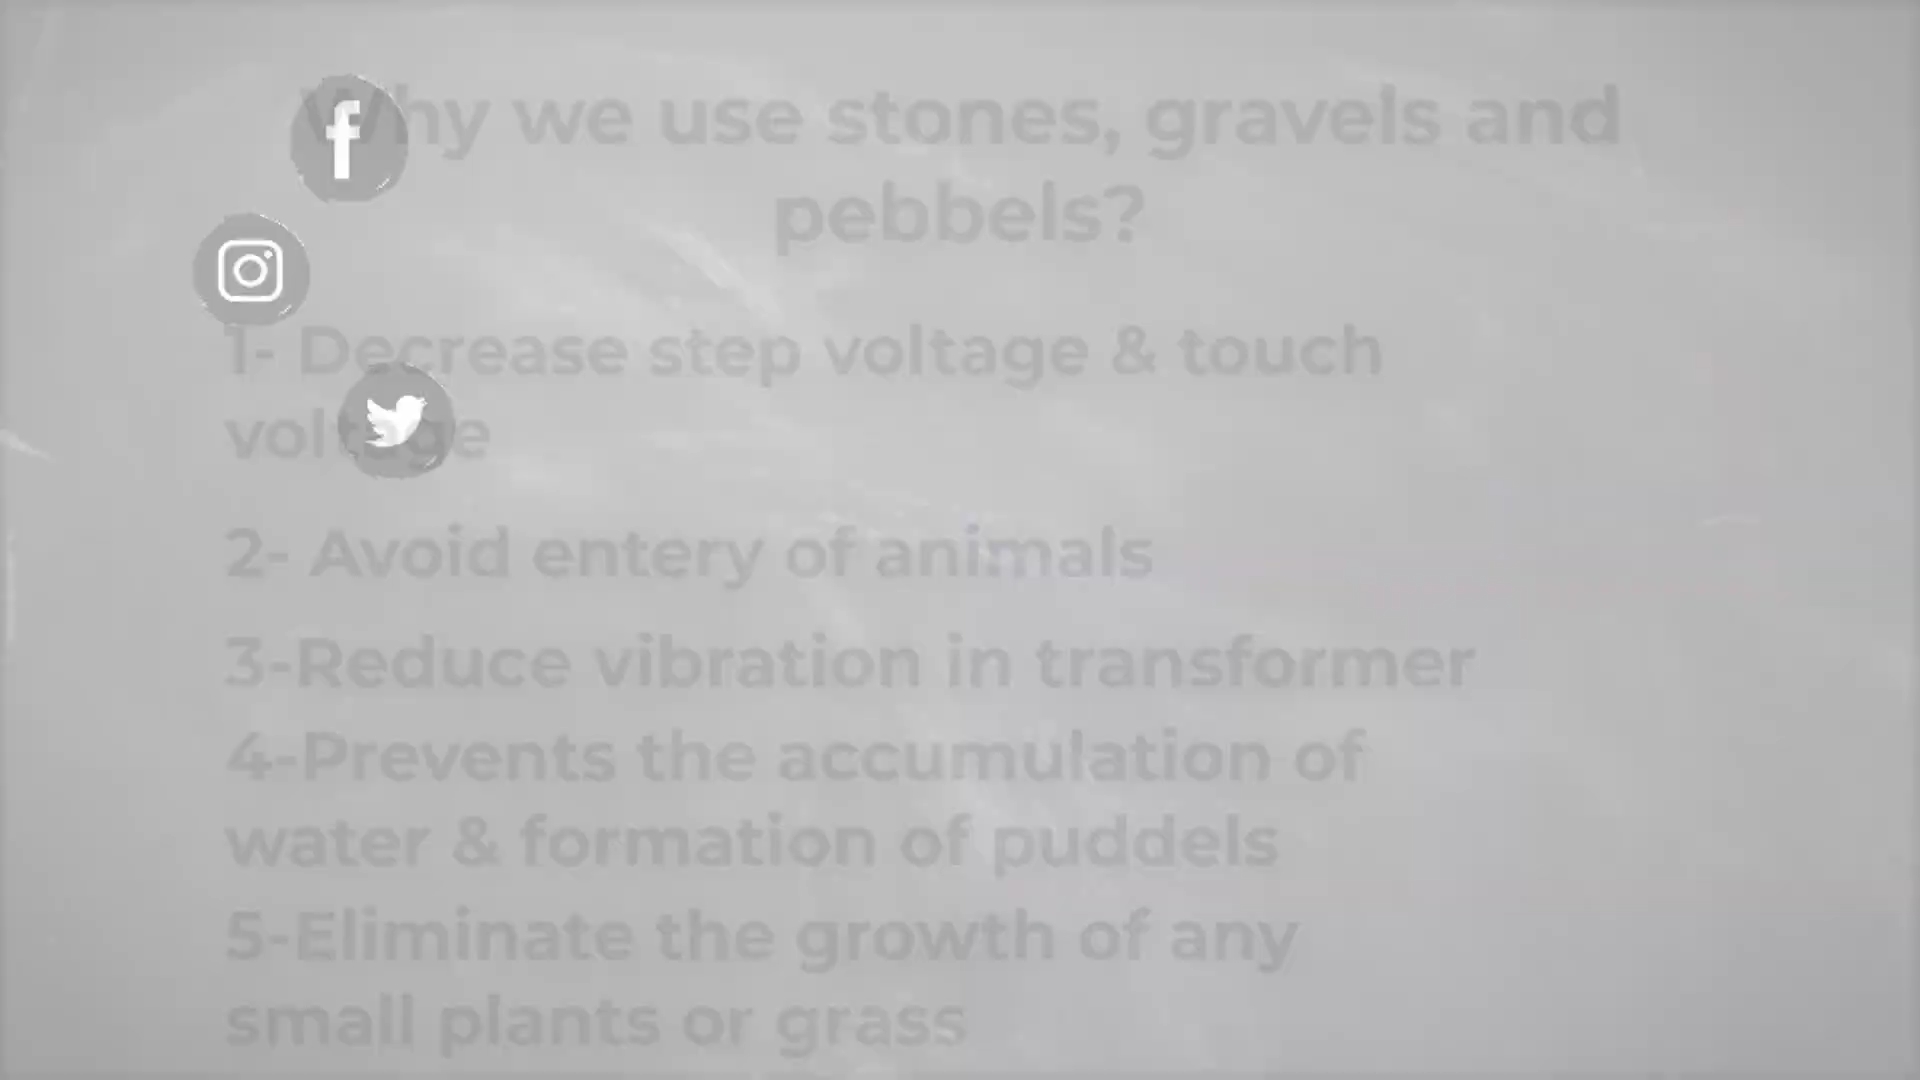 Why we use stones, gravels and
pebbels?
1- Decrease step voltage & touch
voltage
2- Avoid entery of animals
3-Reduce vibration in transformer
4-Prevents the accumulation of
water & formation of puddels
5-Eliminate the growth of any
small plants or grass